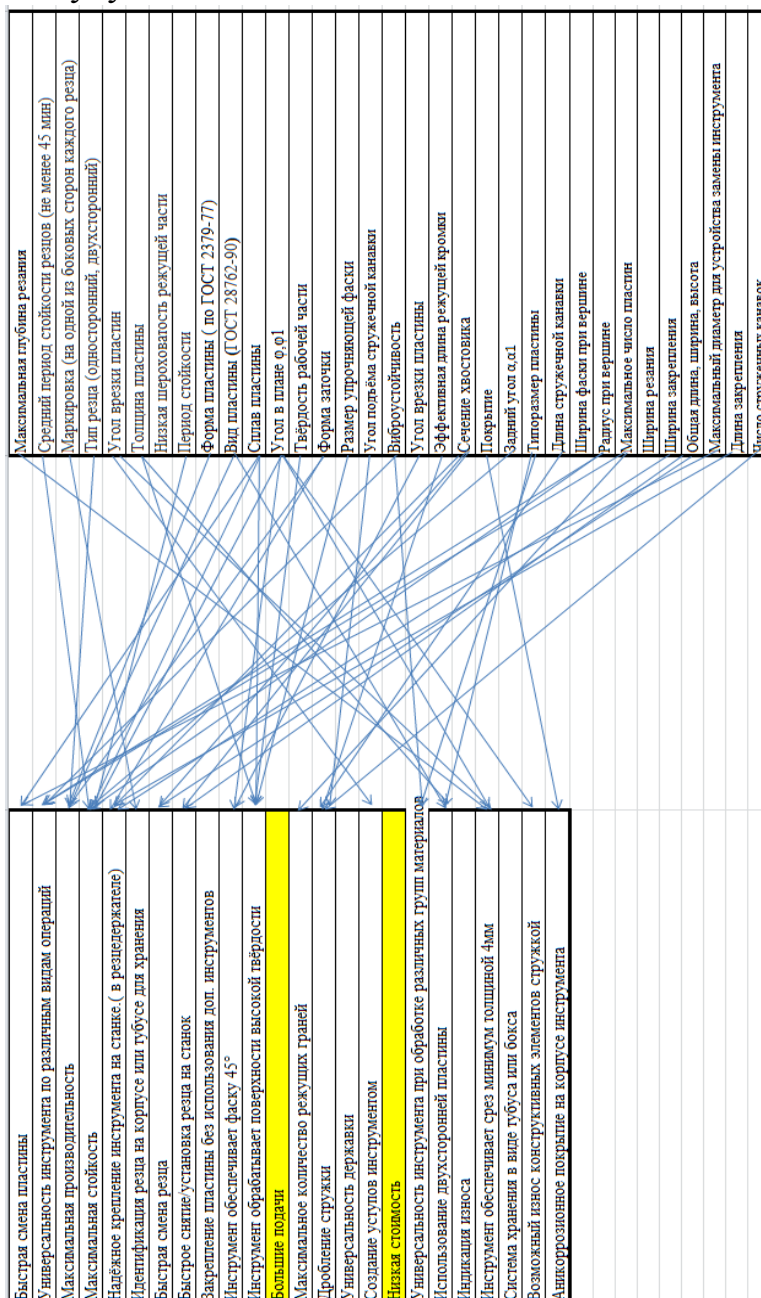 Максимальная глубина резания
Средний период стойкости резцов (не менее 45 мин)
Маркировка (на одной из боковых сторон каждого резца)
Тип резца (односторонний, двухсторонний)
Угол врезки пластин
Толщина пластины
Низкая шероховатость режущей части
Период стойкости
Форма пластины ( по ГОСТ 2379-77)
Вид пластины (ГОСТ 28762-90)
Сплав пластины
Угол в плане φ,φ1
Твёрдость рабочей части
Форма заточки
Размер упрочняющей фаски
Угол подъёма стружечной канавки
Виброустойчивость
Угол врезки пластины
Эффективная длина режущей кромки
Сечение хвостовика
Покрытие
Задний угол α,α1
Типоразмер пластины
Длина стружечной канавки
Ширина фаски при вершине
Радиус при вершине
Максимальное число пластин
Ширина резания
Ширина закрепления
Общая длина, ширина, высота
Максимальный диаметр для устройства замены инструмента
Длина закрепления
Число стружечных канавок
Быстрая смена пластины
Универсальность инструмента по различным видам операций
Максимальная производительность
Максимальная стойкость
Надёжное крепление инструмента на станке.( в резцедержателе)
Идентификация резца на корпусе или тубусе для хранения
Быстрая смена резца
Быстрое снятие/установка резца на станок
Закрепление пластины без использования доп. инструментов
Инструмент обеспечивает фаску 45°
Инструмент обрабатывает поверхности высокой твёрдости
Большие подачи
Максимальное количество режущих граней
Дробление стружки
Универсальность державки
Создание уступов инструментом
Низкая стоимость
Универсальность инструмента при обработке различных групп материалов
Использование двухсторонней пластины
Индикация износа
Инструмент обеспечивает срез минимум толщиной 4мм
Система хранения в виде тубуса или бокса
Возможный износ конструктивных элементов стружкой
Аникоррозионное покрытие на корпусе инструмента